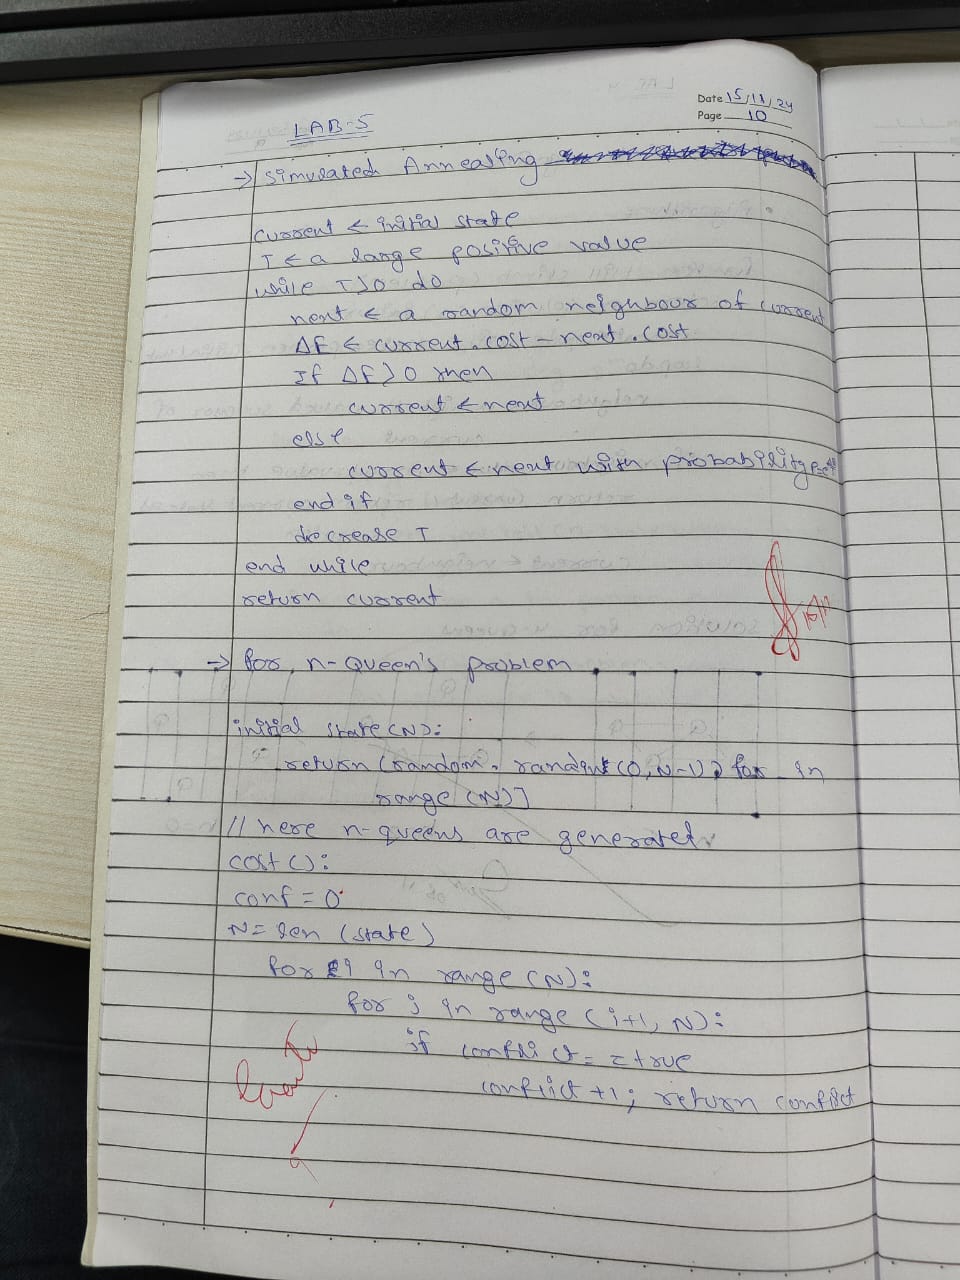 Date 15/11/24
Page 10
LAB-5
→ Simulated Annealing
current ← initial state
T ← a large positive value
while T>0 do
next ← a random neighbour of current
ΔE ← current.cost - next.cost
If ΔE > 0 then
current ← next
else
current ← next with probability
end if
decrease T
end while
return current
→ for n-Queen's problem
initial state (N):
return [random.randint(0, N-1) for _ in
range (N)]
// here n-queens are generated
cost ():
conf = 0
N = len (state)
for i in range (N):
for j in range (i+1, N):
if conflict = = true
conflict +1; return conflict